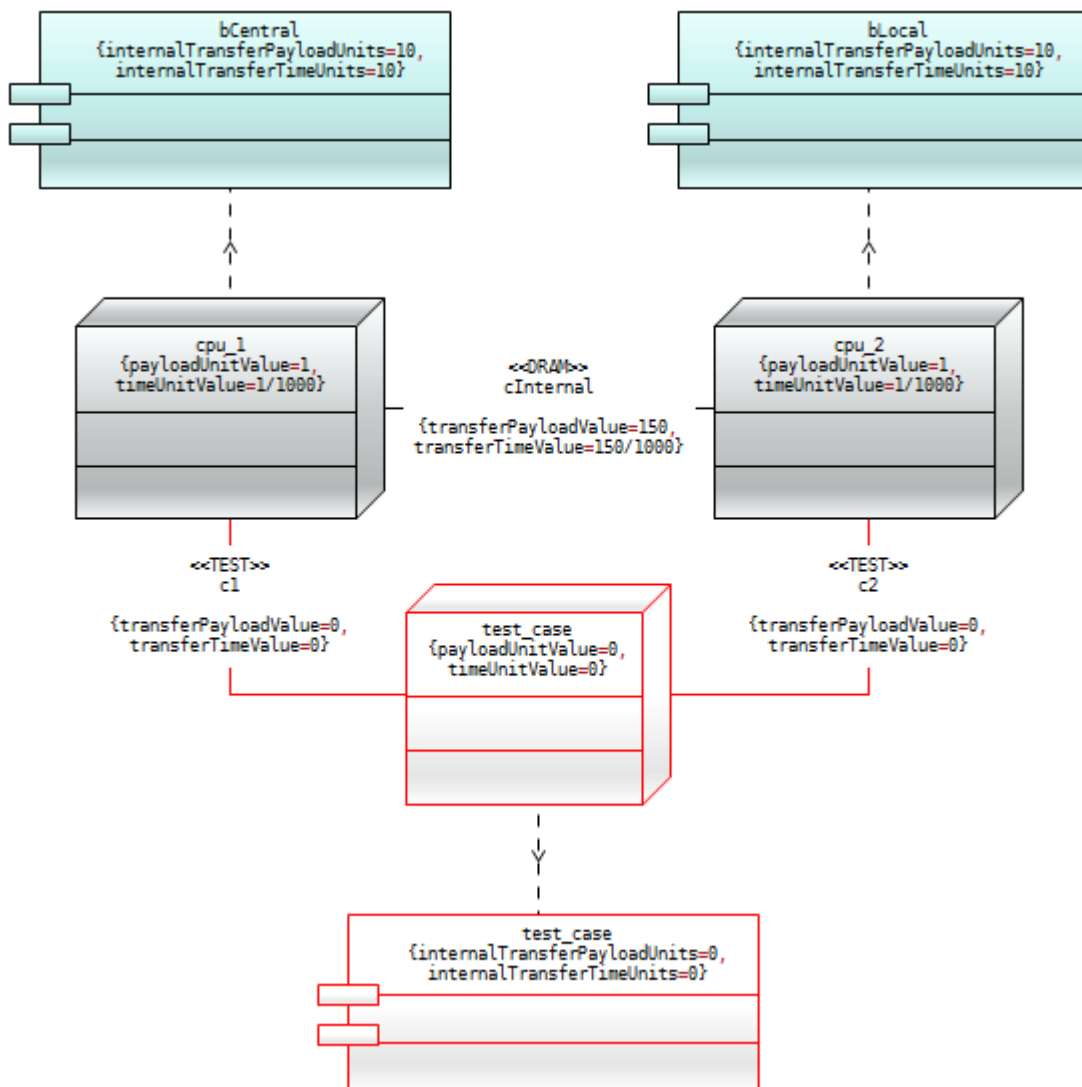 bCentral
{internalTransferPayloadUnits=10,
internalTransferTimeUnits=10}
bLocal
{internalTransferPayloadUnits=10,
internalTransferTimeUnits=10}
cpu_1
{payloadUnitValue=1,
timeUnitValue=1/1000}
<<DRAM>>
cInternal
{transferPayloadValue=150,
transferTimeValue=150/1000}
cpu_2
{payloadUnitValue=1,
timeUnitValue=1/1000}
<<TEST>>
c1
{transferPayloadValue=0,
transferTimeValue=0}
test_case
{payloadUnitValue=0,
timeUnitValue=0}
<<TEST>>
c2
{transferPayloadValue=0,
transferTimeValue=0}
test_case
{internalTransferPayloadUnits=0,
internalTransferTimeUnits=0}